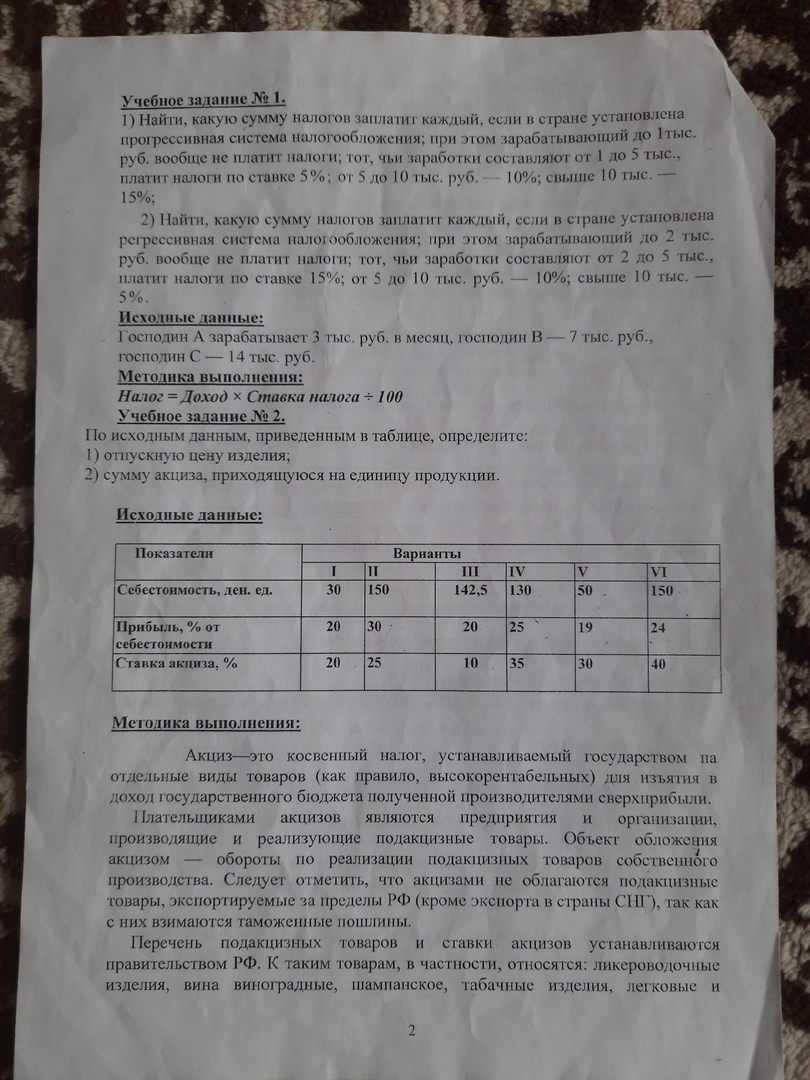 Учебное задание № 1.
1) Найти, какую сумму налогов заплатит каждый, если в стране установлена
прогрессивная система налогообложения; при этом зарабатывающий до 1тыс.
руб. вообще не платит налоги; тот, чьи заработки составляют от 1 до 5 тыс.,
платит налоги по ставке 5%; от 5 до 10 тыс. руб. — 10%; свыше 10 тыс. —
15%;
2) Найти, какую сумму налогов заплатит каждый, если в стране установлена
регрессивная система налогообложения; при этом зарабатывающий до 2 тыс.
руб. вообще не платит налоги; тот, чьи заработки составляют от 2 до 5 тыс.,
платит налоги по ставке 15%; от 5 до 10 тыс. руб. — 10%; свыше 10 тыс. —
5%.
Исходные данные:
Господин А зарабатывает 3 тыс. руб. в месяц, господин В — 7 тыс. руб.,
господин С — 14 тыс. руб.
Методика выполнения:
Налог = Доход × Ставка налога ÷ 100
Учебное задание № 2.
По исходным данным, приведенным в таблице, определите:
1) отпускную цену изделия;
2) сумму акциза, приходящуюся на единицу продукции.
Исходные данные:
Показатели Варианты
I II III IV V VI
Себестоимость, ден. ед. 30 150 142,5 130 50 150
Прибыль, % от
себестоимости 20 30 20 25 19 24
Ставка акциза, % 20 25 10 35 30 40
Методика выполнения:
Акциз—это косвенный налог, устанавливаемый государством на
отдельные виды товаров (как правило, высокорентабельных) для изъятия в
доход государственного бюджета полученной производителями сверхприбыли.
Плательщиками акцизов являются предприятия и организации,
производящие и реализующие подакцизные товары. Объект обложения
акцизом — обороты по реализации подакцизных товаров собственного
производства. Следует отметить, что акцизами не облагаются подакцизные
товары, экспортируемые за пределы РФ (кроме экспорта в страны СНГ), так как
с них взимаются таможенные пошлины.
Перечень подакцизных товаров и ставки акцизов устанавливаются
правительством РФ. К таким товарам, в частности, относятся: ликероводочные
изделия, вина виноградные, шампанское, табачные изделия, легковые и
2